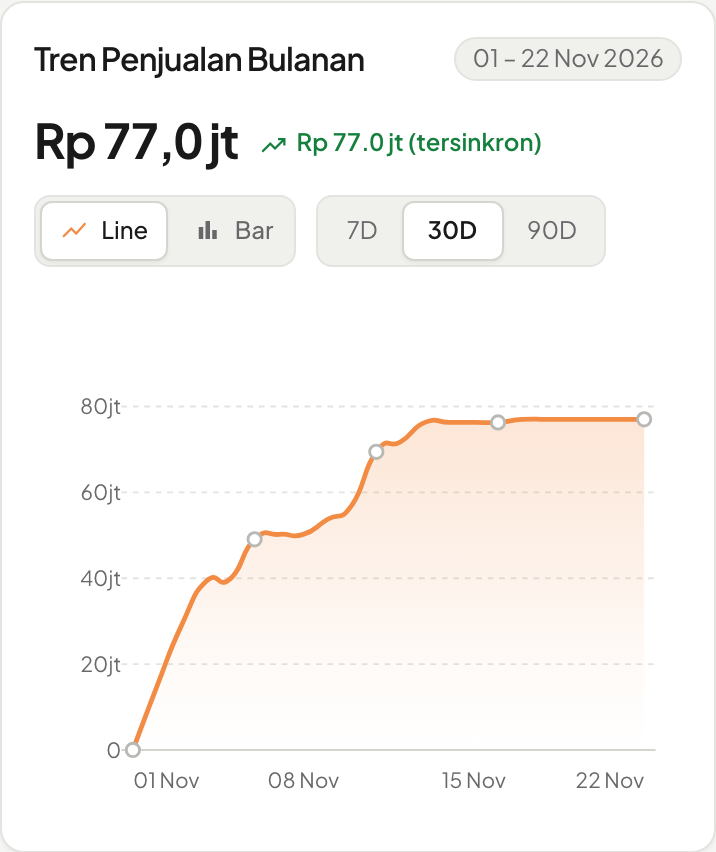 Tren Penjualan Bulanan
01 – 22 Nov 2026
Rp 77,0 jt
Rp 77.0 jt (tersinkron)
Line
Bar
7D
30D
90D
80jt
60jt
40jt
20jt
0
01 Nov
08 Nov
15 Nov
22 Nov